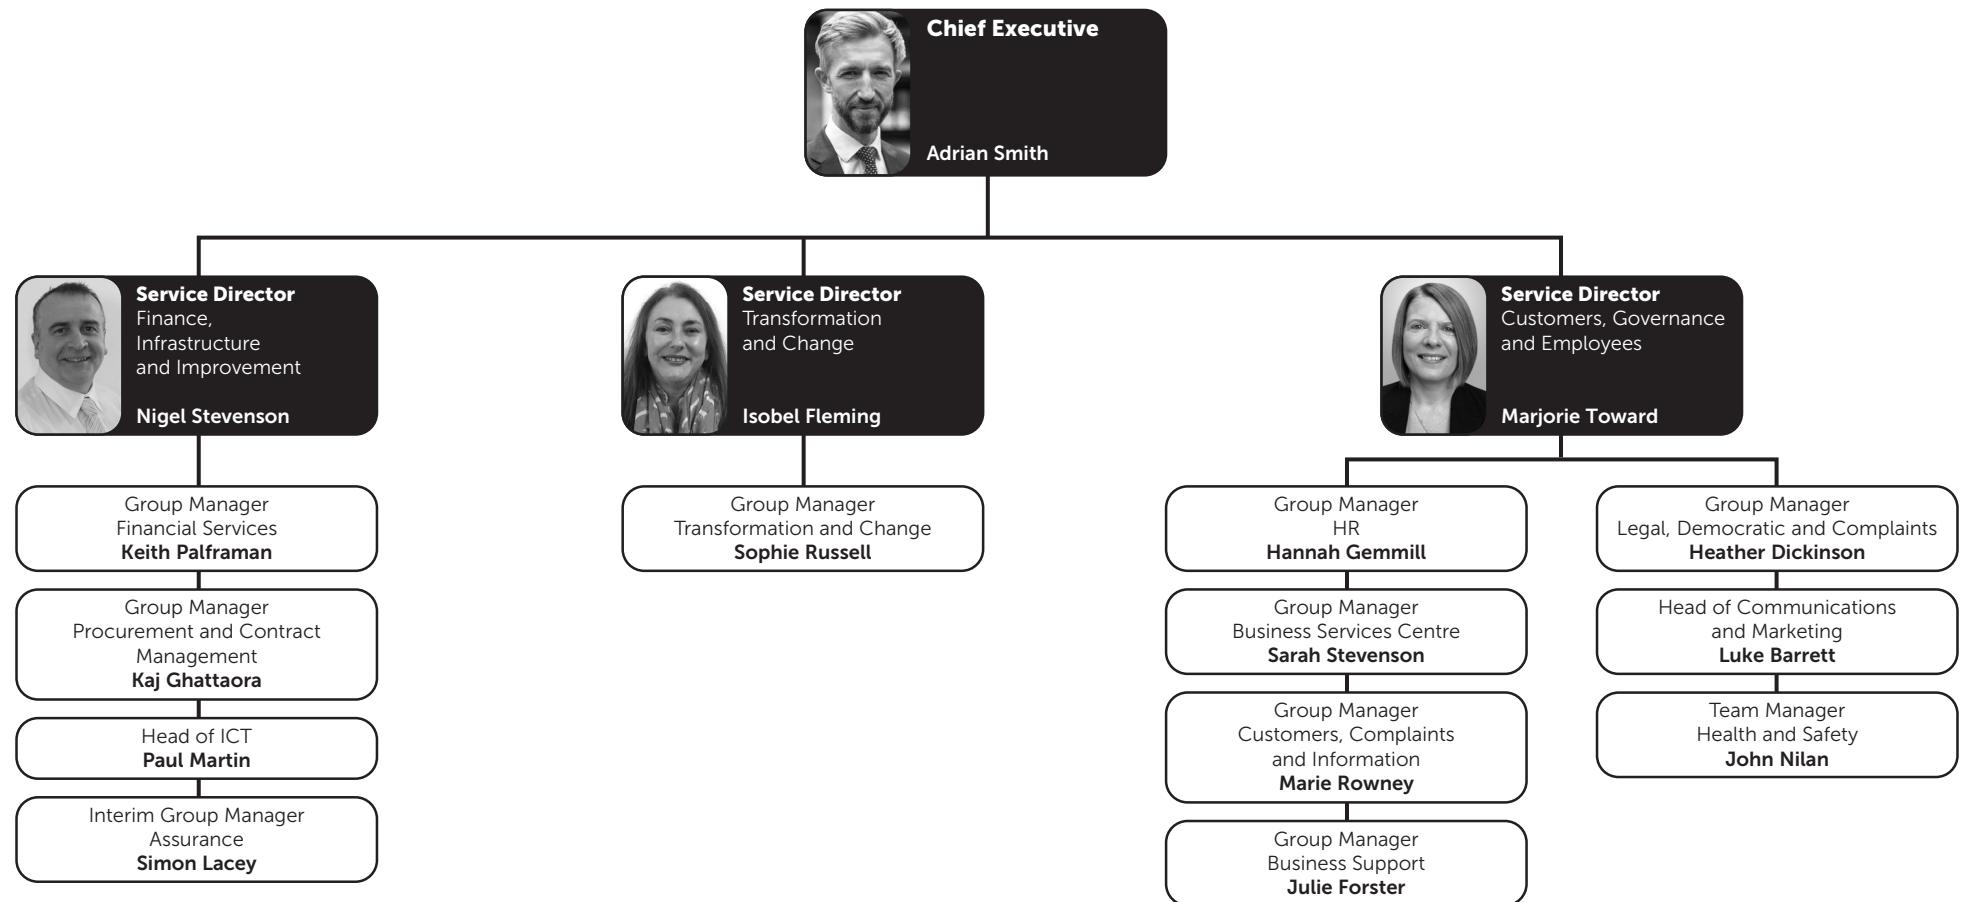 Chief Executive
Adrian Smith
Service Director
Finance,
Infrastructure
and Improvement
Nigel Stevenson
Service Director
Transformation
and Change
Isobel Fleming
Service Director
Customers, Governance
and Employees
Marjorie Toward
Group Manager
Financial Services
Keith Palframan
Group Manager
Procurement and Contract
Management
Kaj Ghattaora
Head of ICT
Paul Martin
Interim Group Manager
Assurance
Simon Lacey
Group Manager
Transformation and Change
Sophie Russell
Group Manager
HR
Hannah Gemmill
Group Manager
Business Services Centre
Sarah Stevenson
Group Manager
Customers, Complaints
and Information
Marie Rowney
Group Manager
Business Support
Julie Forster
Group Manager
Legal, Democratic and Complaints
Heather Dickinson
Head of Communications
and Marketing
Luke Barrett
Team Manager
Health and Safety
John Nilan